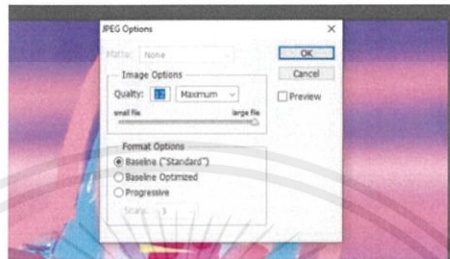 JPEG Options
Matte: None
OK
Image Options
Cancel
Quality: 12 Maximum
Preview
small file large file
Format Options
Baseline ("Standard")
Baseline Optimized
Progressive
Scans: 3